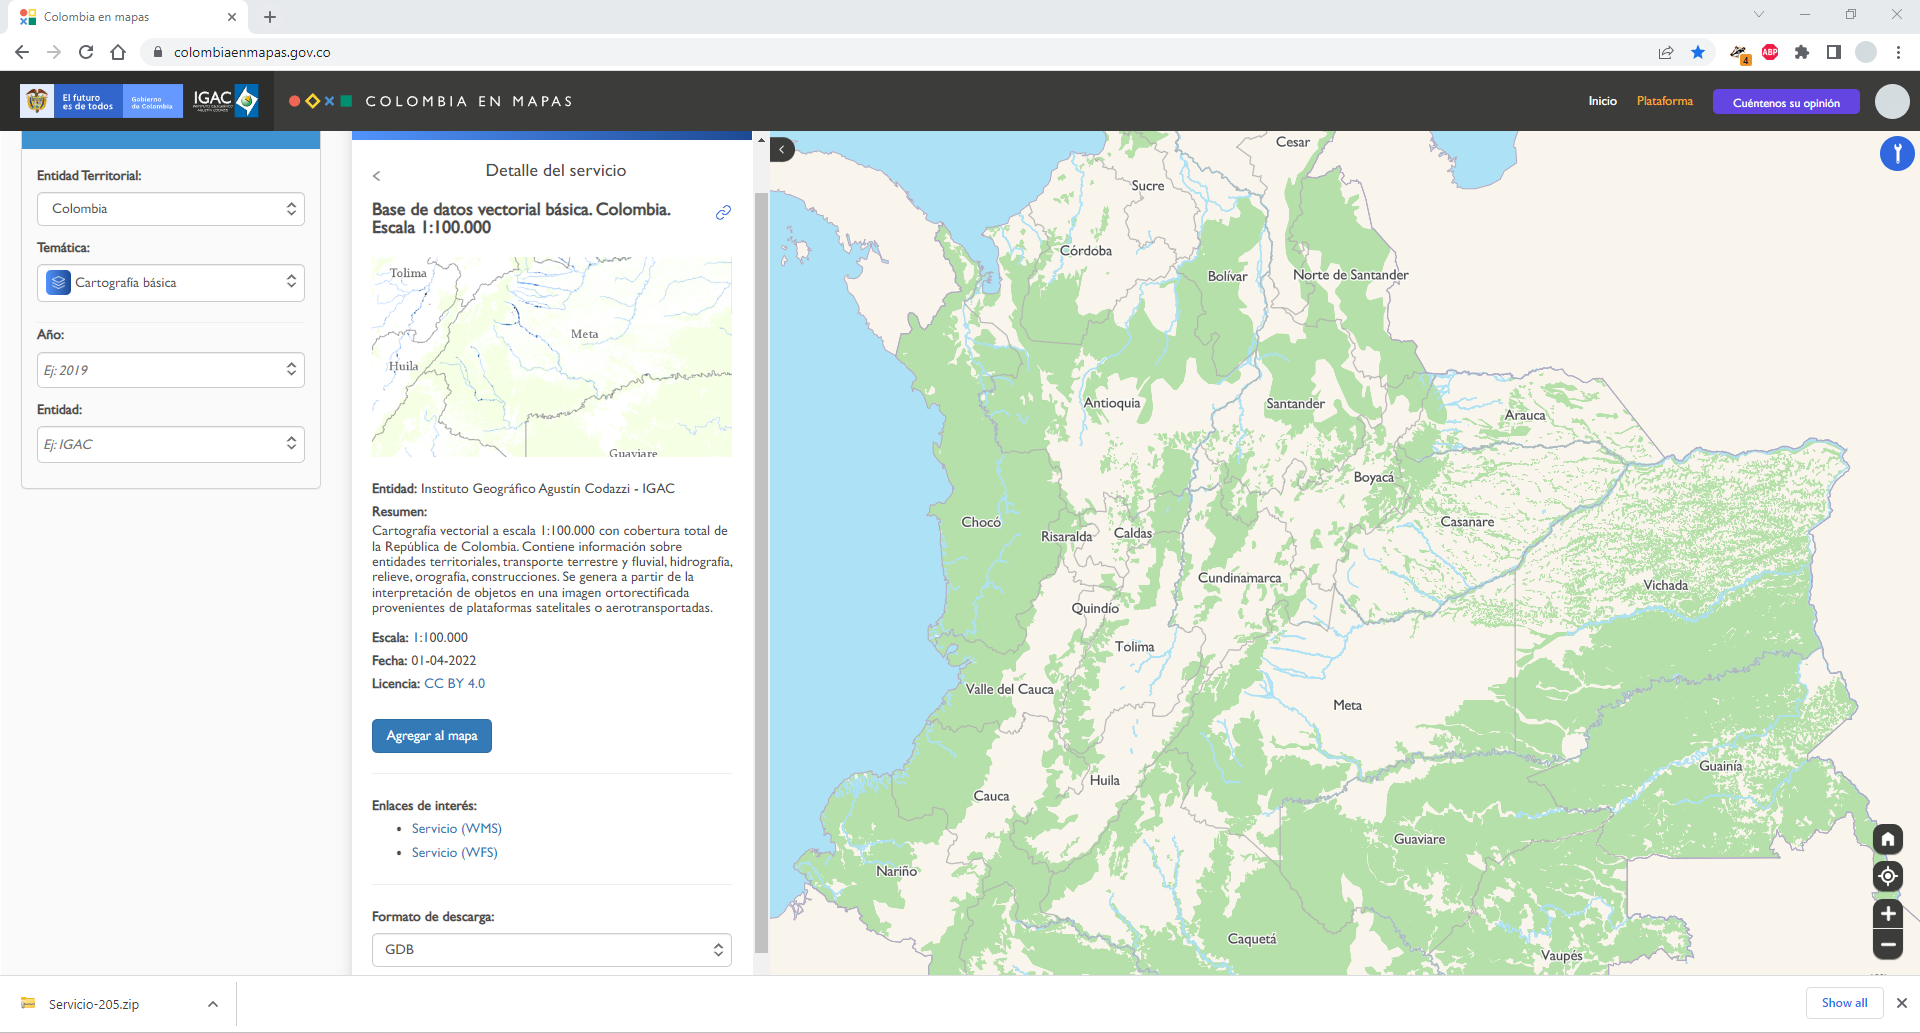 Colombia en mapas
colombiaenmapas.gov.co
4
ABP
El futuro
es de todos
Gobierno
de Colombia
IGAC
COLOMBIA EN MAPAS
Inicio
Plataforma
Cuéntenos su opinión
Entidad Territorial:
Colombia
Temática:
Cartografía básica
Año:
Ej: 2019
Entidad:
Ej: IGAC
Detalle del servicio
Base de datos vectorial básica. Colombia.
Escala 1:100.000
Tolima
Meta
Huila
Guaviare
Entidad: Instituto Geográfico Agustín Codazzi - IGAC
Resumen:
Cartografía vectorial a escala 1:100.000 con cobertura total de
la República de Colombia. Contiene información sobre
entidades territoriales, transporte terrestre y fluvial, hidrografía,
relieve, orografía, construcciones. Se genera a partir de la
interpretación de objetos en una imagen ortorectificada
provenientes de plataformas satelitales o aerotransportadas.
Escala: 1:100.000
Fecha: 01-04-2022
Licencia: CC BY 4.0
Agregar al mapa
Enlaces de interés:
Servicio (WMS)
Servicio (WFS)
Formato de descarga:
GDB
Cesar
Sucre
Córdoba
Bolívar
Norte de Santander
Antioquia
Santander
Arauca
Boyacá
Chocó
Risaralda
Caldas
Casanare
Cundinamarca
Vichada
Quindío
Tolima
Valle del Cauca
Meta
Guainía
Huila
Cauca
Guaviare
Nariño
Caquetá
Vaupés
Servicio-205.zip
Show all